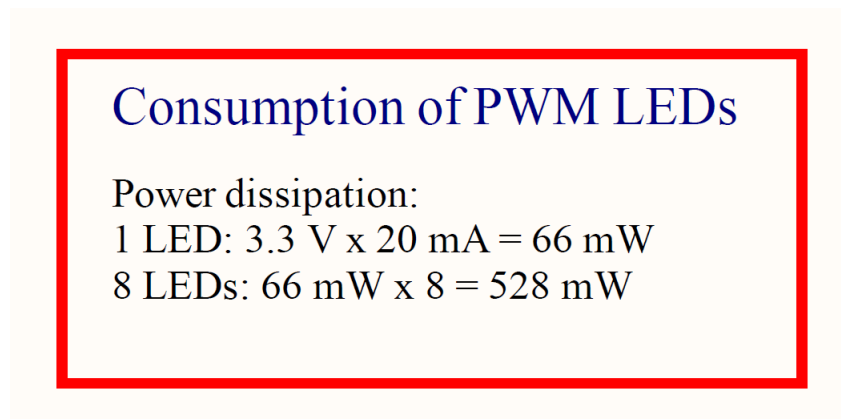 Consumption of PWM LEDs
Power dissipation:
1 LED: 3.3 V x 20 mA = 66 mW
8 LEDs: 66 mW x 8 = 528 mW